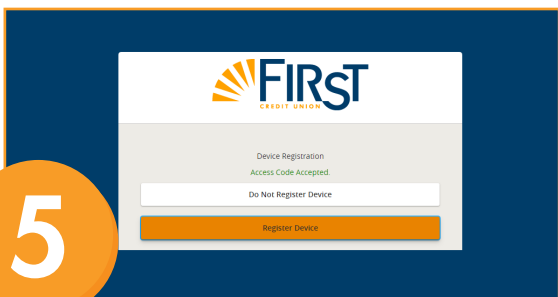 FIRST
CREDIT UNION
Device Registration
Access Code Accepted.
Do Not Register Device
Register Device
5